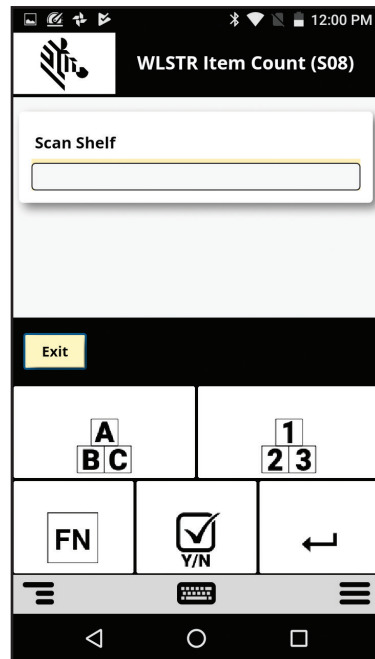 12:00 PM
WLSTR Item Count (S08)
Scan Shelf
Exit
A
B C
1
2 3
FN
Y/N